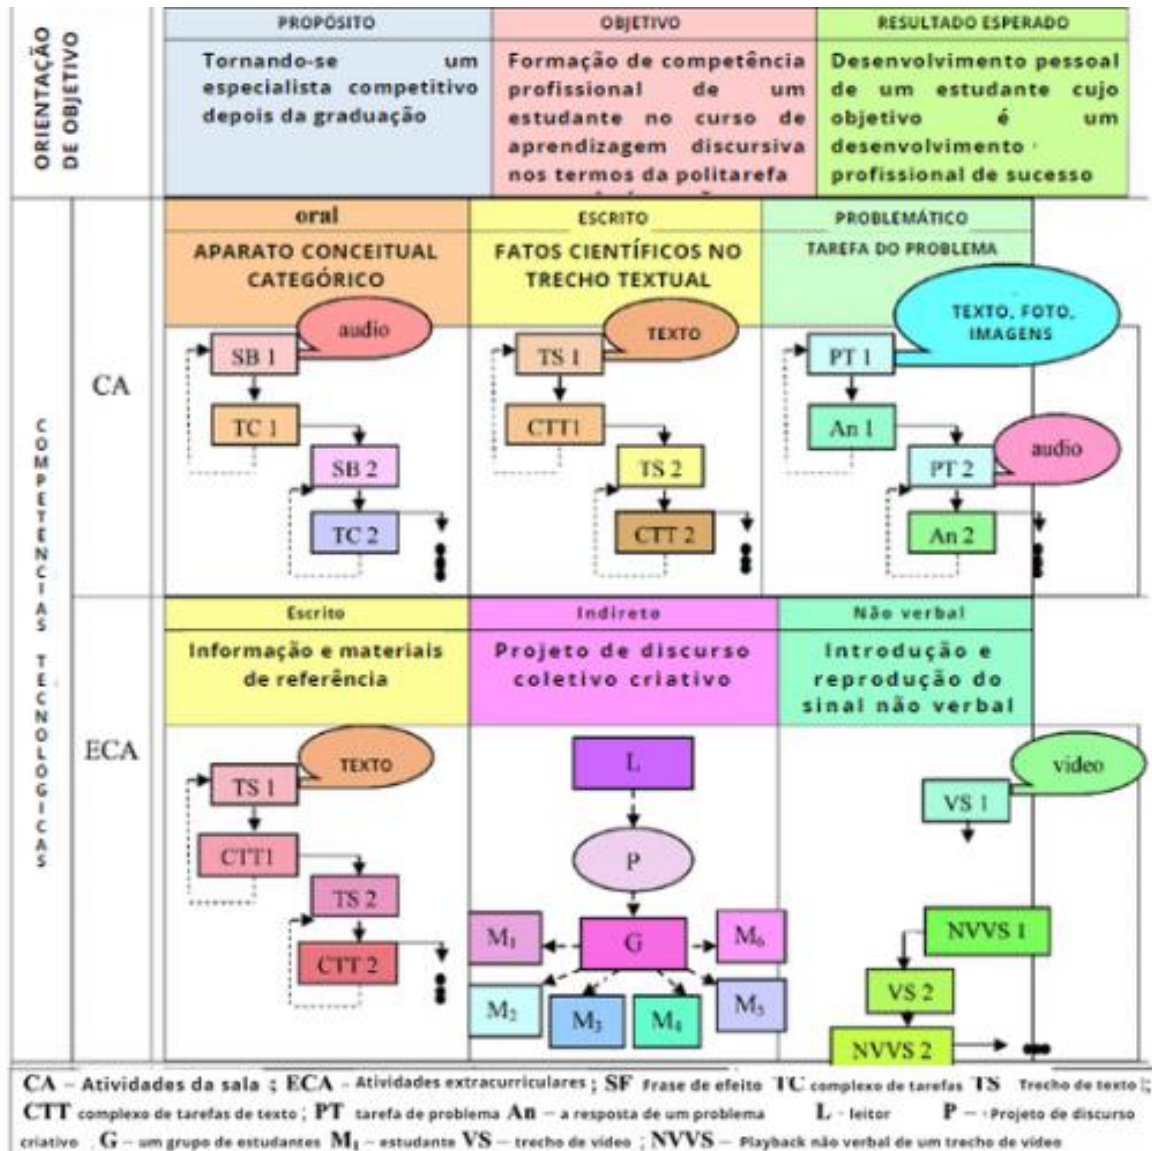 ORIENTAÇÃO
DE OBJETIVO
PROPÓSITO
Tornando-se um
especialista competitivo
depois da graduação
OBJETIVO
Formação de competência
profissional de um
estudante no curso de
aprendizagem discursiva
nos termos da politarefa
RESULTADO ESPERADO
Desenvolvimento pessoal
de um estudante cujo
objetivo é um
desenvolvimento
profissional de sucesso
COMPETENCIAS TECNOLÓGICAS
CA
oral
APARATO CONCEITUAL
CATEGÓRICO
audio
SB 1
TC 1
SB 2
TC 2
ESCRITO
FATOS CIENTÍFICOS NO
TRECHO TEXTUAL
TEXTO
TS 1
CTT1
TS 2
CTT 2
PROBLEMÁTICO
TAREFA DO PROBLEMA
TEXTO, FOTO,
IMAGENS
PT 1
An 1
PT 2
audio
An 2
ECA
Escrito
Informação e materiais
de referência
TEXTO
TS 1
CTT1
TS 2
CTT 2
Indireto
Projeto de discurso
coletivo criativo
L
P
G
M1
M6
M2
M3
M4
M5
Não verbal
Introdução e
reprodução do
sinal não verbal
video
VS 1
NVVS 1
VS 2
NVVS 2
CA – Atividades da sala ; ECA – Atividades extracurriculares ; SF Frase de efeito TC complexo de tarefas TS Trecho de texto ;
CTT complexo de tarefas de texto ; PT tarefa de problema An – a resposta de um problema L - leitor P – Projeto de discurso
criativo . G – um grupo de estudantes M1 – estudante VS – trecho de vídeo ; NVVS – Playback não verbal de um trecho de vídeo